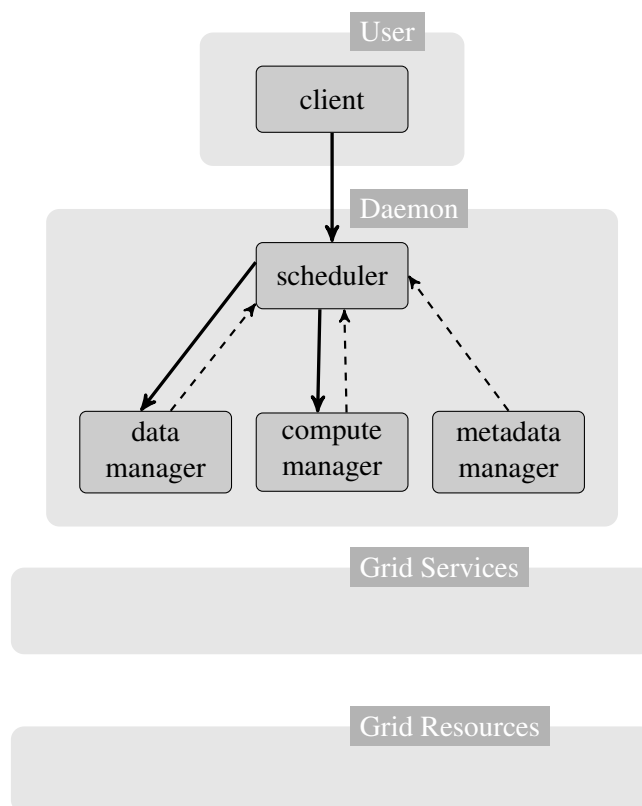 User
client
Daemon
scheduler
data
manager
compute
manager
metadata
manager
Grid Services
Grid Resources